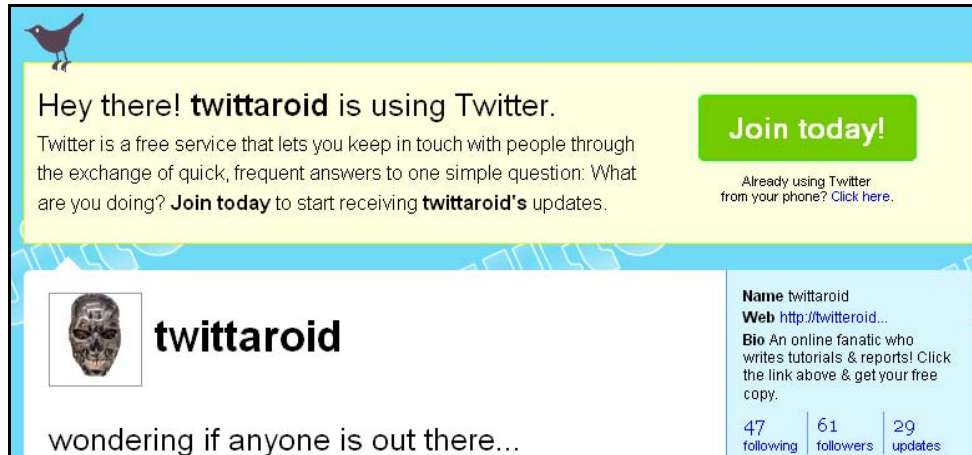 Hey there! twittaroid is using Twitter.
Twitter is a free service that lets you keep in touch with people through
the exchange of quick, frequent answers to one simple question: What
are you doing? Join today to start receiving twittaroid's updates.
Join today!
Already using Twitter
from your phone? Click here.
twittaroid
wondering if anyone is out there...
Name twittaroid
Web http://twitteroid...
Bio An online fanatic who
writes tutorials & reports! Click
the link above & get your free
copy.
47 61 29
following followers updates